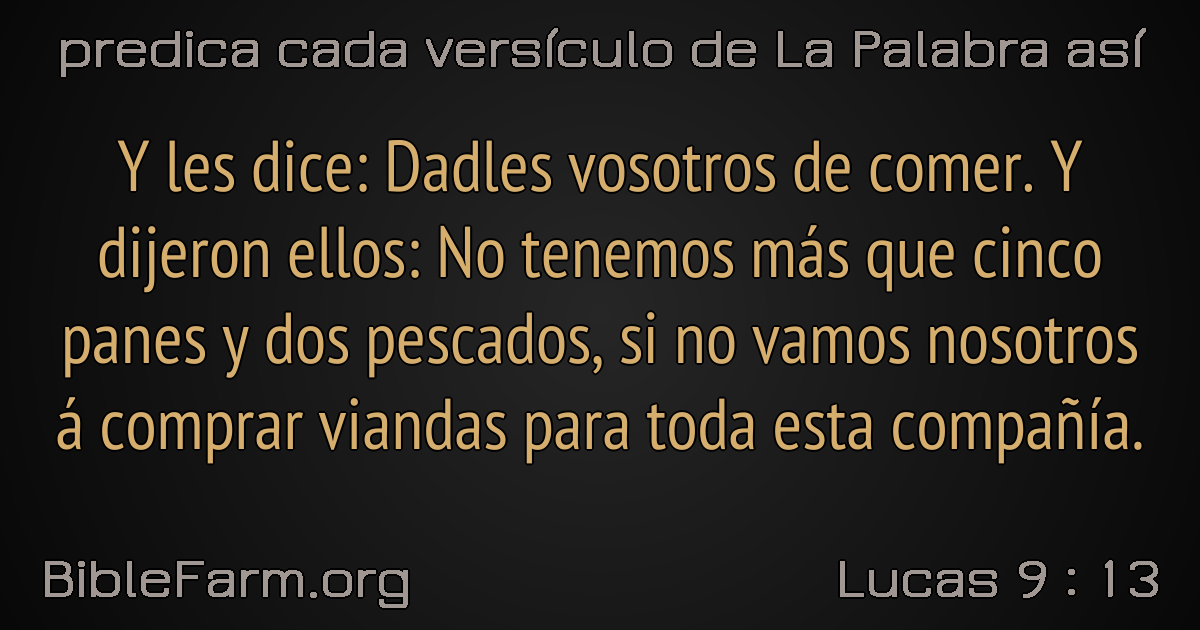 predica cada versículo de La Palabra así
Y les dice: Dadles vosotros de comer. Y
dijeron ellos: No tenemos más que cinco
panes y dos pescados, si no vamos nosotros
á comprar viandas para toda esta compañía.
BibleFarm.org
Lucas 9 : 13